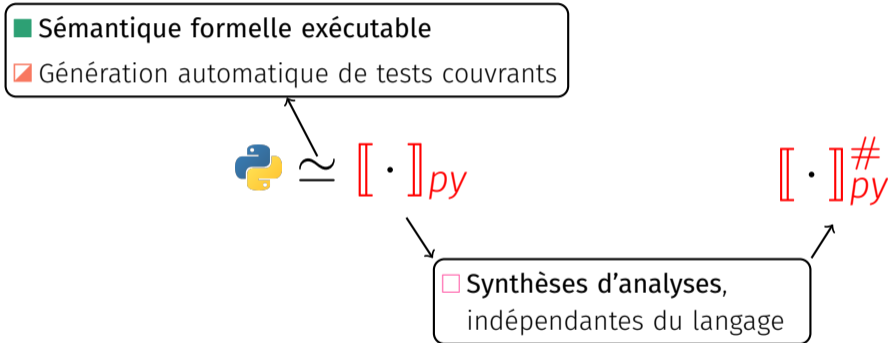 Sémantique formelle exécutable
Génération automatique de tests couvrants
≃ ⟦ · ⟧py
⟦ · ⟧#py
Synthèses d'analyses,
indépendantes du langage